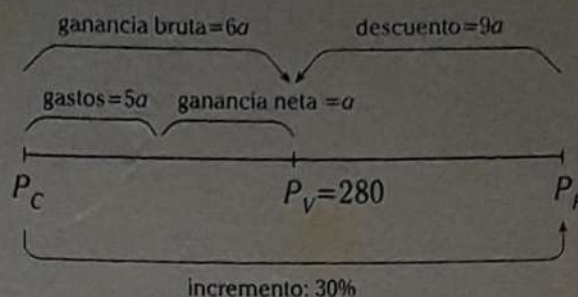 ganancia bruta=6a descuento=9a
gastos=5a ganancia neta =a
P_C P_V=280
incremento: 30%